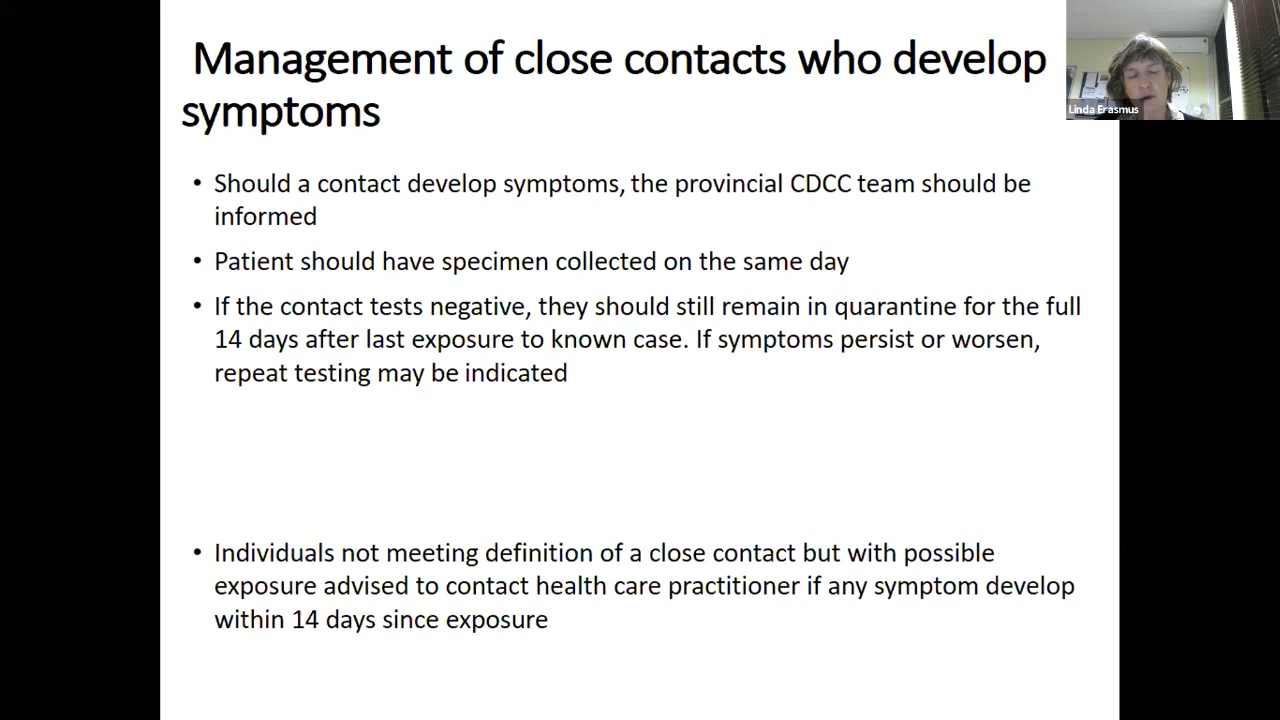 Management of close contacts who develop
symptoms
Linda Erasmus
• Should a contact develop symptoms, the provincial CDCC team should be
informed
• Patient should have specimen collected on the same day
• If the contact tests negative, they should still remain in quarantine for the full
14 days after last exposure to known case. If symptoms persist or worsen,
repeat testing may be indicated
• Individuals not meeting definition of a close contact but with possible
exposure advised to contact health care practitioner if any symptom develop
within 14 days since exposure